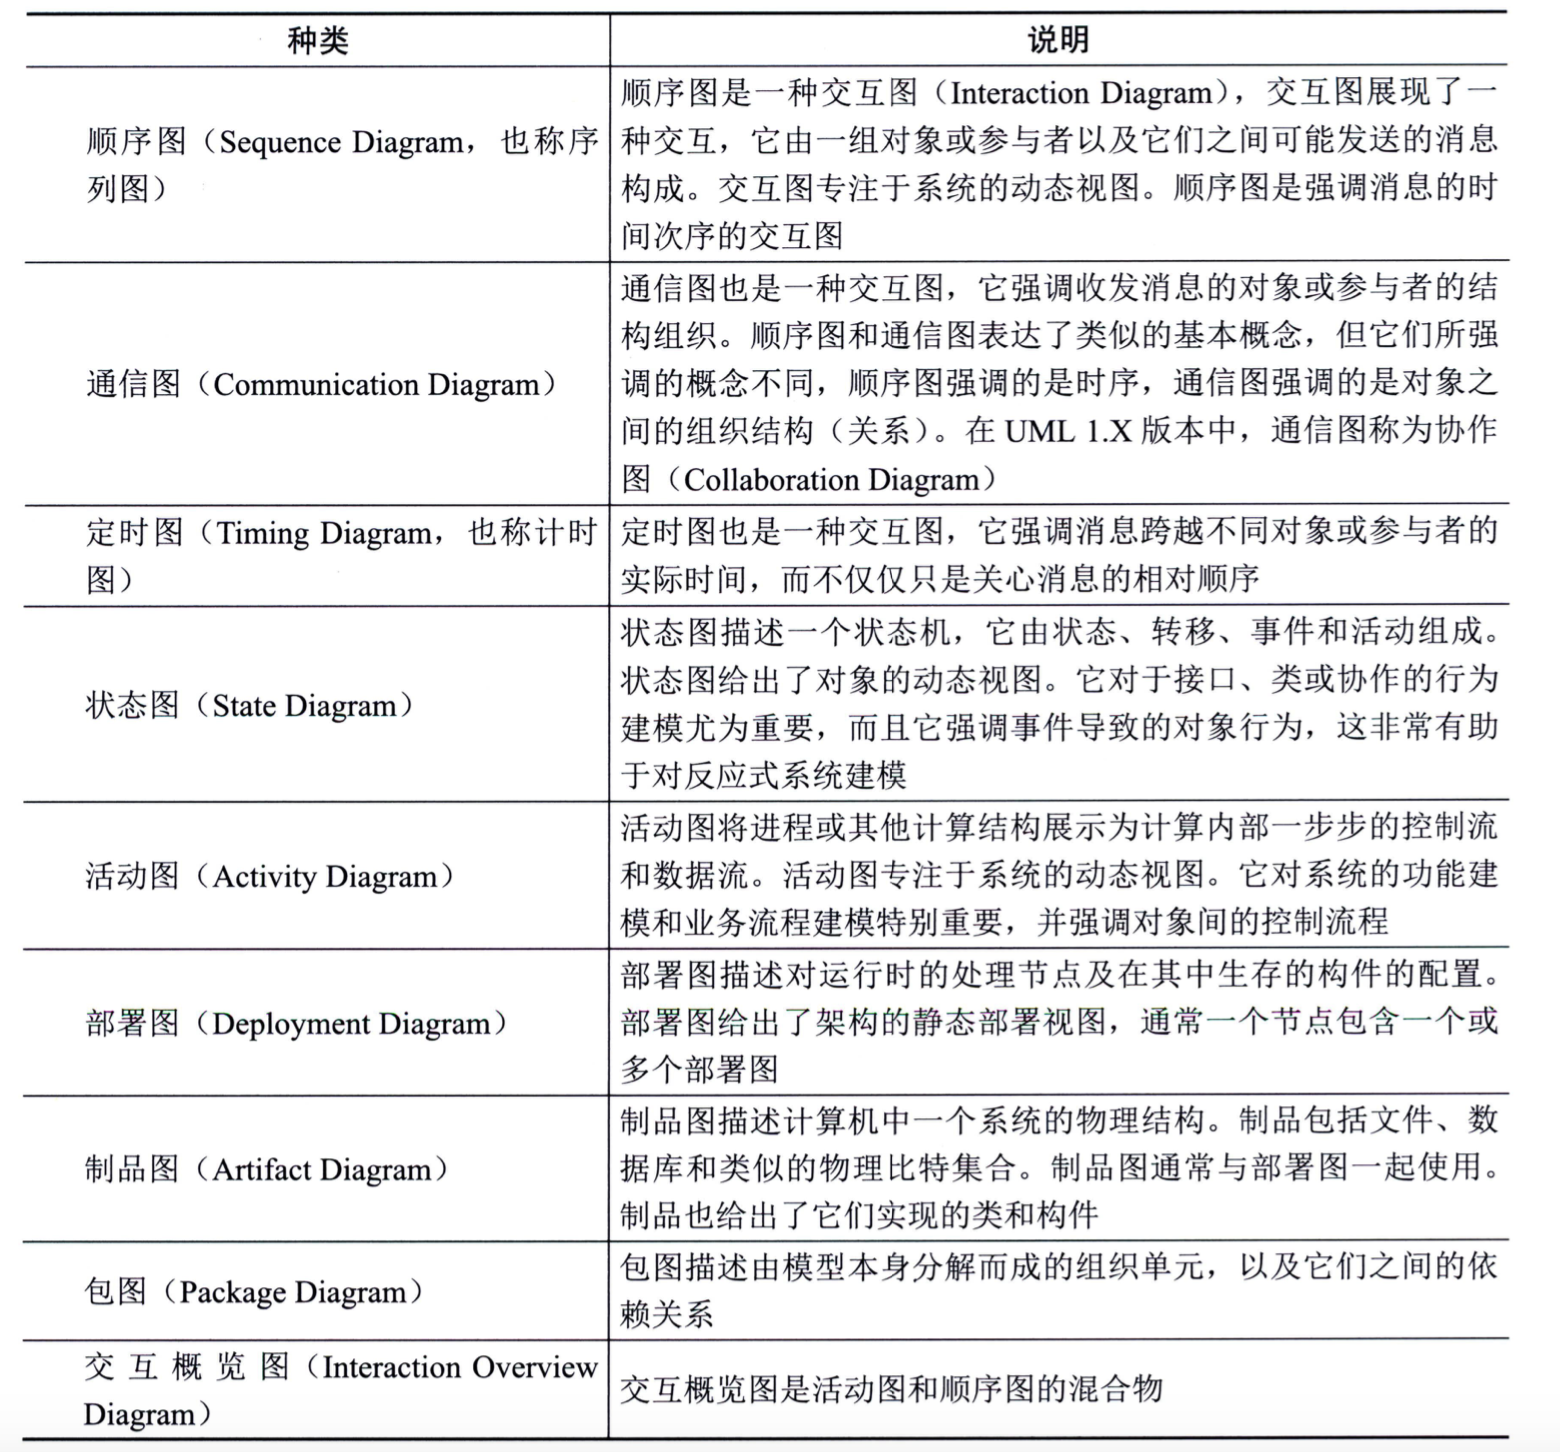 种类
说明
顺序图（Sequence Diagram，也称序
列图）
顺序图是一种交互图（Interaction Diagram），交互图展现了一
种交互，它由一组对象或参与者以及它们之间可能发送的消息
构成。交互图专注于系统的动态视图。顺序图是强调消息的时
间次序的交互图
通信图（Communication Diagram）
通信图也是一种交互图，它强调收发消息的对象或参与者的结
构组织。顺序图和通信图表达了类似的基本概念，但它们所强
调的概念不同，顺序图强调的是时序，通信图强调的是对象之
间的组织结构（关系）。在 UML 1.X 版本中，通信图称为协作
图（Collaboration Diagram）
定时图（Timing Diagram，也称计时
图）
定时图也是一种交互图，它强调消息跨越不同对象或参与者的
实际时间，而不仅仅只是关心消息的相对顺序
状态图（State Diagram）
状态图描述一个状态机，它由状态、转移、事件和活动组成。
状态图给出了对象的动态视图。它对于接口、类或协作的行为
建模尤为重要，而且它强调事件导致的对象行为，这非常有助
于对反应式系统建模
活动图（Activity Diagram）
活动图将进程或其他计算结构展示为计算内部一步步的控制流
和数据流。活动图专注于系统的动态视图。它对系统的功能建
模和业务流程建模特别重要，并强调对象间的控制流程
部署图（Deployment Diagram）
部署图描述对运行时的处理节点及在其中生存的构件的配置。
部署图给出了架构的静态部署视图，通常一个节点包含一个或
多个部署图
制品图（Artifact Diagram）
制品图描述计算机中一个系统的物理结构。制品包括文件、数
据库和类似的物理比特集合。制品图通常与部署图一起使用。
制品也给出了它们实现的类和构件
包图（Package Diagram）
包图描述由模型本身分解而成的组织单元，以及它们之间的依
赖关系
交互概览图（Interaction Overview
Diagram）
交互概览图是活动图和顺序图的混合物